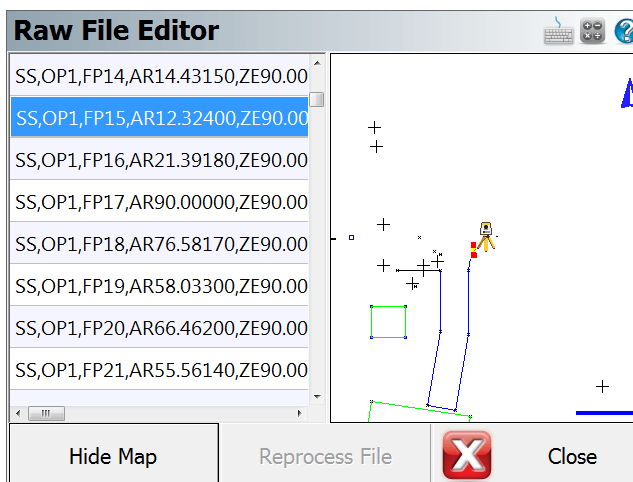 Raw File Editor
SS,OP1,FP14,AR14.43150,ZE90.00
SS,OP1,FP15,AR12.32400,ZE90.00
SS,OP1,FP16,AR21.39180,ZE90.00
SS,OP1,FP17,AR90.00000,ZE90.00
SS,OP1,FP18,AR76.58170,ZE90.00
SS,OP1,FP19,AR58.03300,ZE90.00
SS,OP1,FP20,AR66.46200,ZE90.00
SS,OP1,FP21,AR55.56140,ZE90.00
Hide Map
Reprocess File
Close